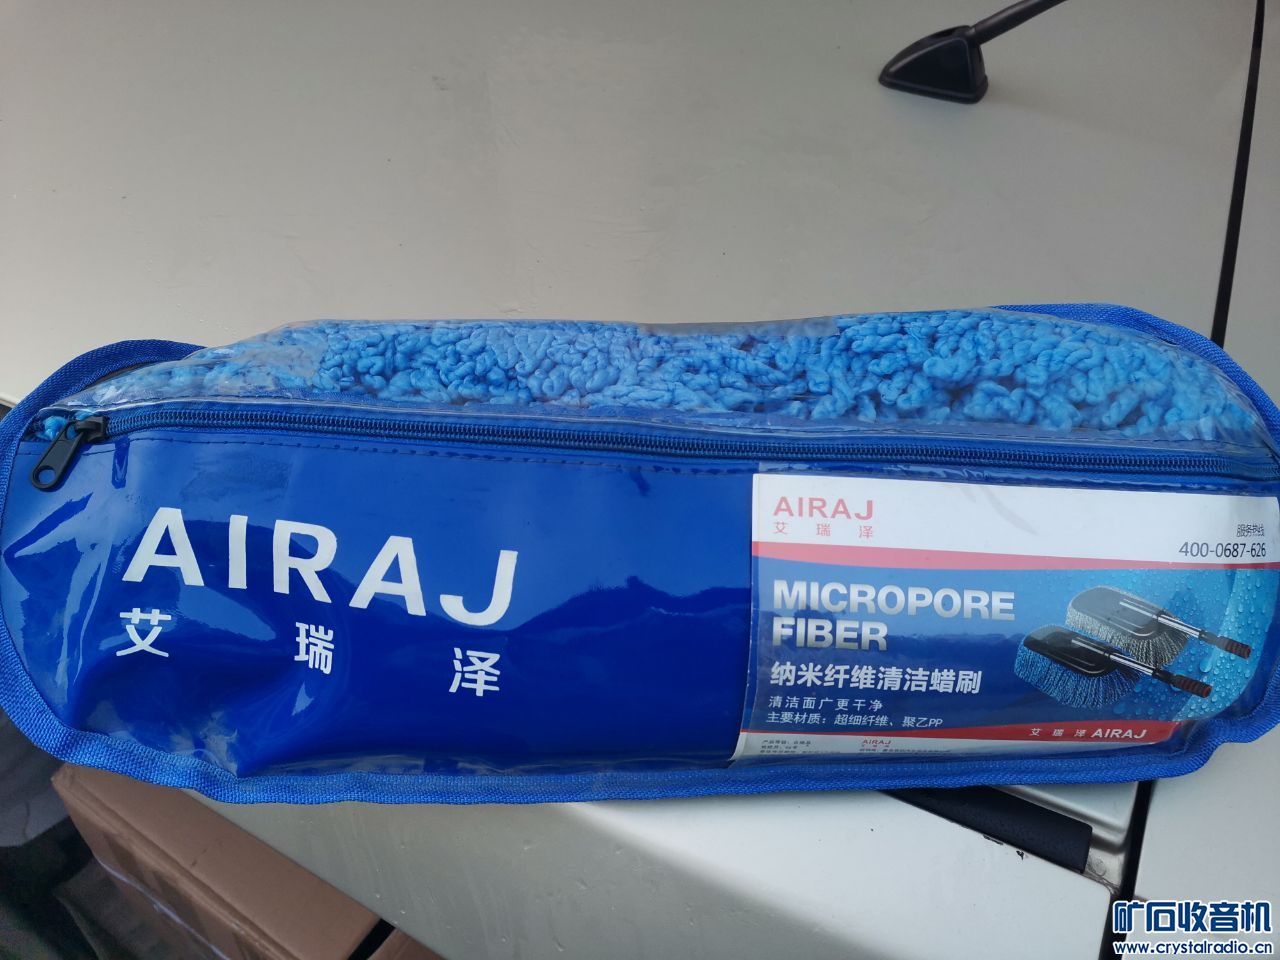 AIRAJ
艾瑞泽
AIRAJ
艾瑞泽
服务热线
400-0687-626
MICROPORE
FIBER
纳米纤维清洁蜡刷
清洁面广更干净
主要材质：超细纤维、聚乙PP
艾瑞泽 AIRAJ
AIRAJ
矿石收音机
www.crystalradio.cn